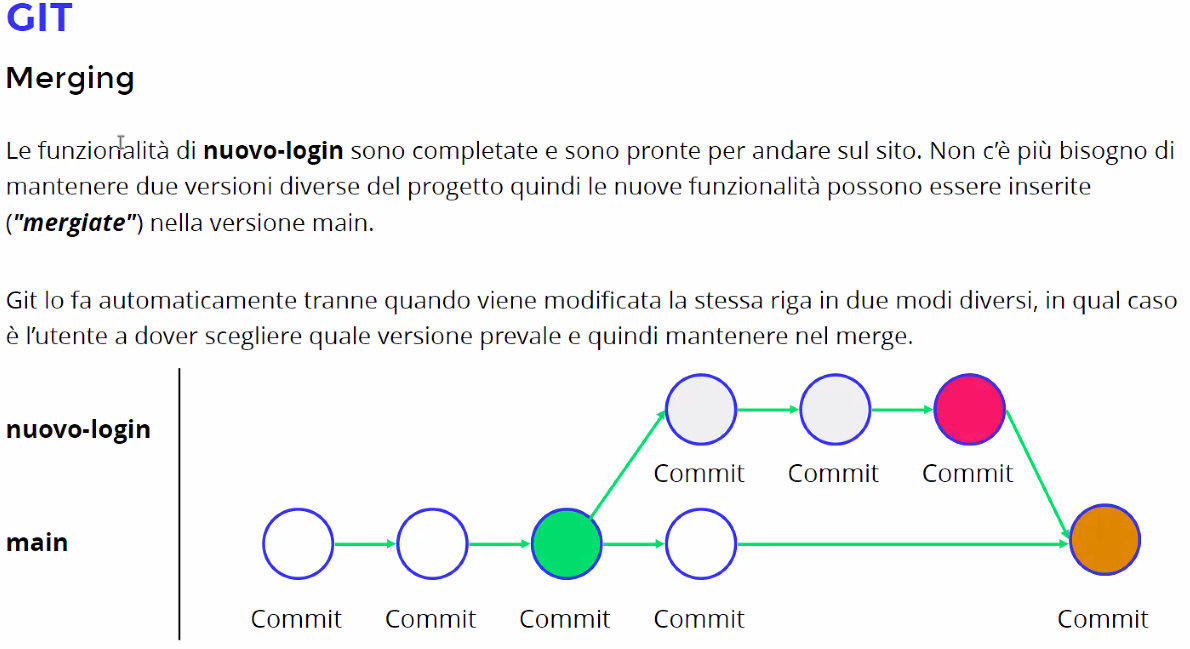 GIT
Merging
Le funzionalità di nuovo-login sono completate e sono pronte per andare sul sito. Non c'è più bisogno di
mantenere due versioni diverse del progetto quindi le nuove funzionalità possono essere inserite
("mergiate") nella versione main.
Git lo fa automaticamente tranne quando viene modificata la stessa riga in due modi diversi, in qual caso
è l'utente a dover scegliere quale versione prevale e quindi mantenere nel merge.
nuovo-login
Commit Commit Commit
main
Commit Commit Commit Commit Commit